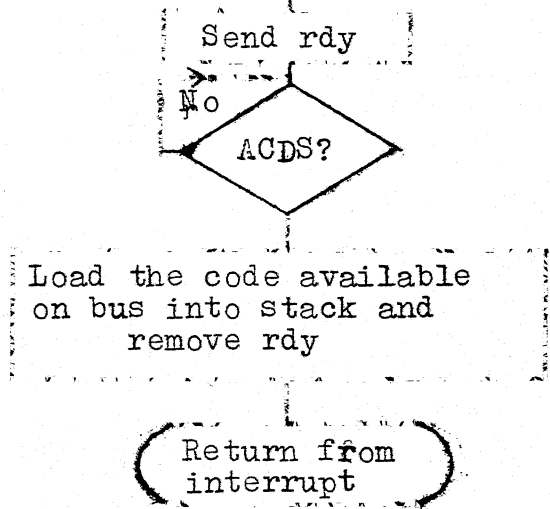 Send rdy
No
ACDS?
Load the code available
on bus into stack and
remove rdy
Return from
interrupt